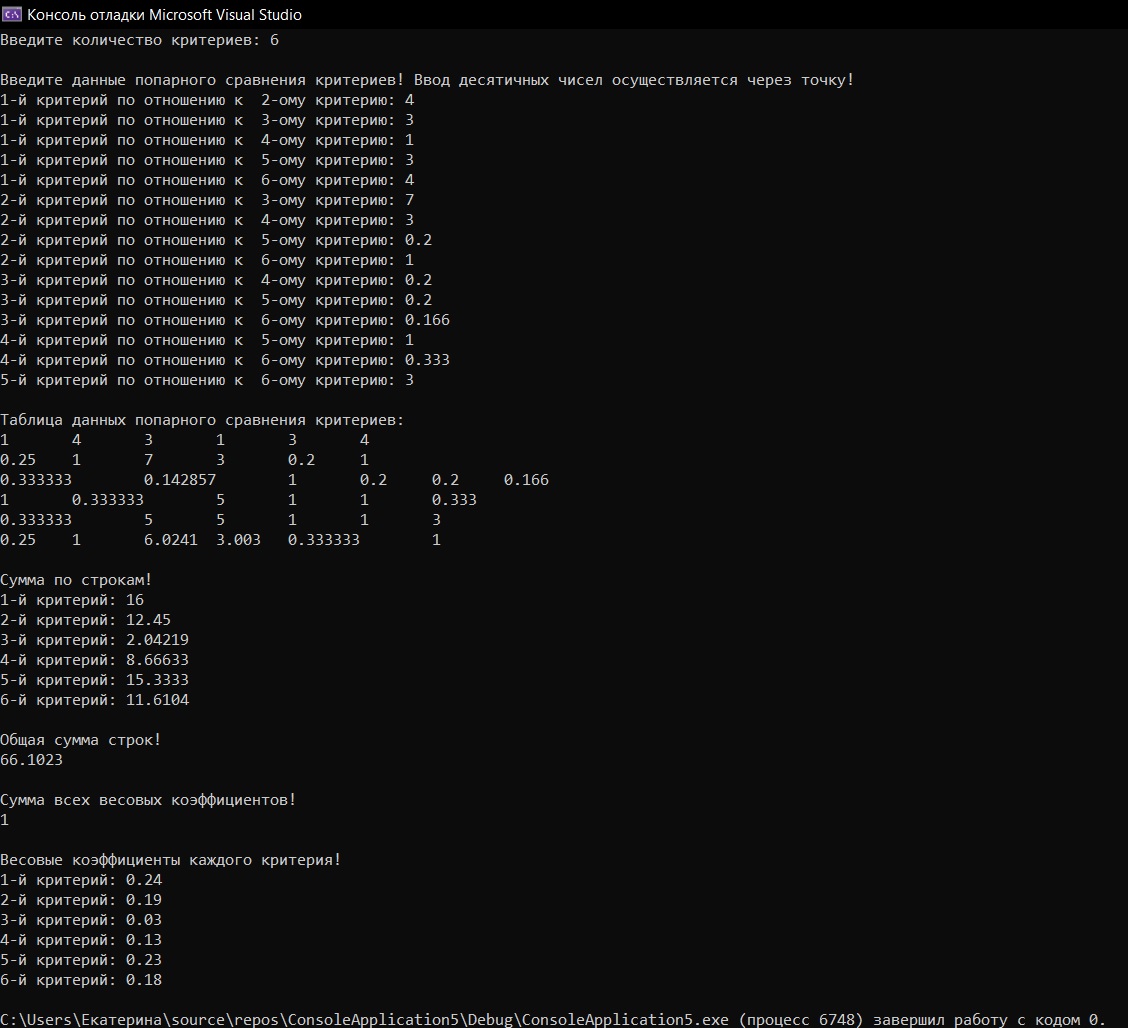 Консоль отладки Microsoft Visual Studio
Введите количество критериев: 6
Введите данные попарного сравнения критериев! Ввод десятичных чисел осуществляется через точку!
1-й критерий по отношению к  2-ому критерию: 4
1-й критерий по отношению к  3-ому критерию: 3
1-й критерий по отношению к  4-ому критерию: 1
1-й критерий по отношению к  5-ому критерию: 3
1-й критерий по отношению к  6-ому критерию: 4
2-й критерий по отношению к  3-ому критерию: 7
2-й критерий по отношению к  4-ому критерию: 3
2-й критерий по отношению к  5-ому критерию: 0.2
2-й критерий по отношению к  6-ому критерию: 1
3-й критерий по отношению к  4-ому критерию: 0.2
3-й критерий по отношению к  5-ому критерию: 0.2
3-й критерий по отношению к  6-ому критерию: 0.166
4-й критерий по отношению к  5-ому критерию: 1
4-й критерий по отношению к  6-ому критерию: 0.333
5-й критерий по отношению к  6-ому критерию: 3
Таблица данных попарного сравнения критериев:
1       4       3       1       3       4
0.25    1       7       3       0.2     1
0.333333        0.142857        1       0.2     0.2     0.166
1       0.333333        5       1       1       0.333
0.333333        5       5       1       1       3
0.25    1       6.0241  3.003   0.333333        1
Сумма по строкам!
1-й критерий: 16
2-й критерий: 12.45
3-й критерий: 2.04219
4-й критерий: 8.66633
5-й критерий: 15.3333
6-й критерий: 11.6104
Общая сумма строк!
66.1023
Сумма всех весовых коэффициентов!
1
Весовые коэффициенты каждого критерия!
1-й критерий: 0.24
2-й критерий: 0.19
3-й критерий: 0.03
4-й критерий: 0.13
5-й критерий: 0.23
6-й критерий: 0.18
C:\Users\Екатерина\source\repos\ConsoleApplication5\Debug\ConsoleApplication5.exe (процесс 6748) завершил работу с кодом 0.